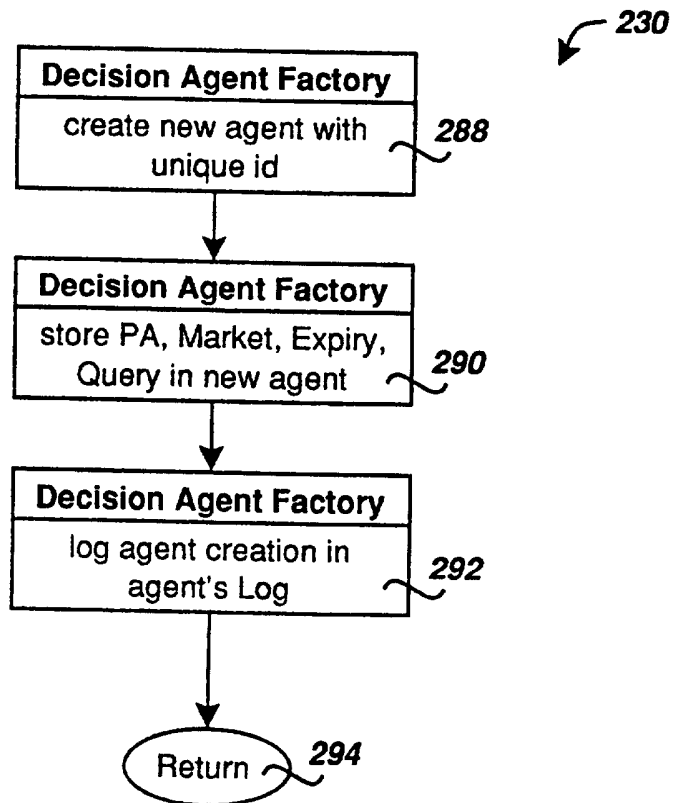 230
Decision Agent Factory
create new agent with
unique id
288
Decision Agent Factory
store PA, Market, Expiry,
Query in new agent
290
Decision Agent Factory
log agent creation in
agent's Log
292
Return
294